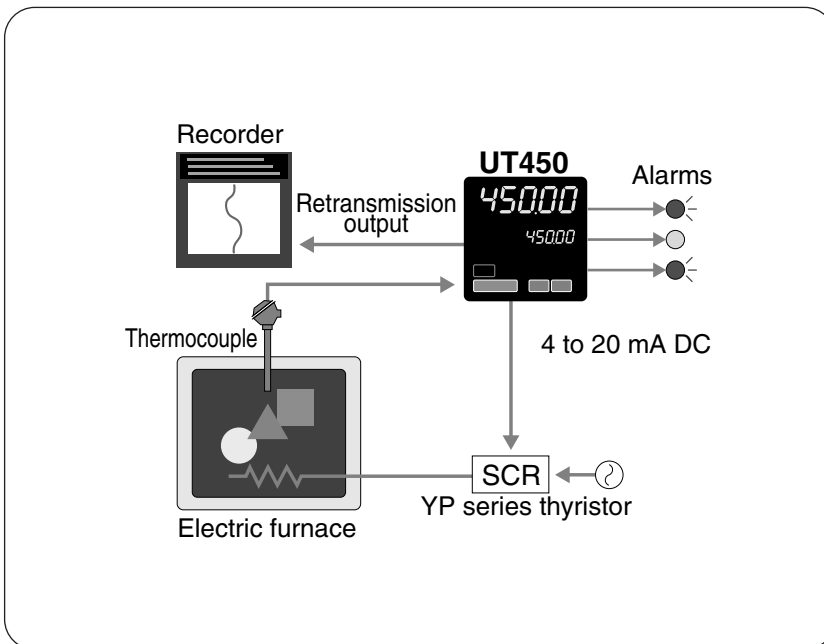 Recorder
UT450
Alarms
450.00
Retransmission
output
450.00
Thermocouple
4 to 20 mA DC
SCR
YP series thyristor
Electric furnace